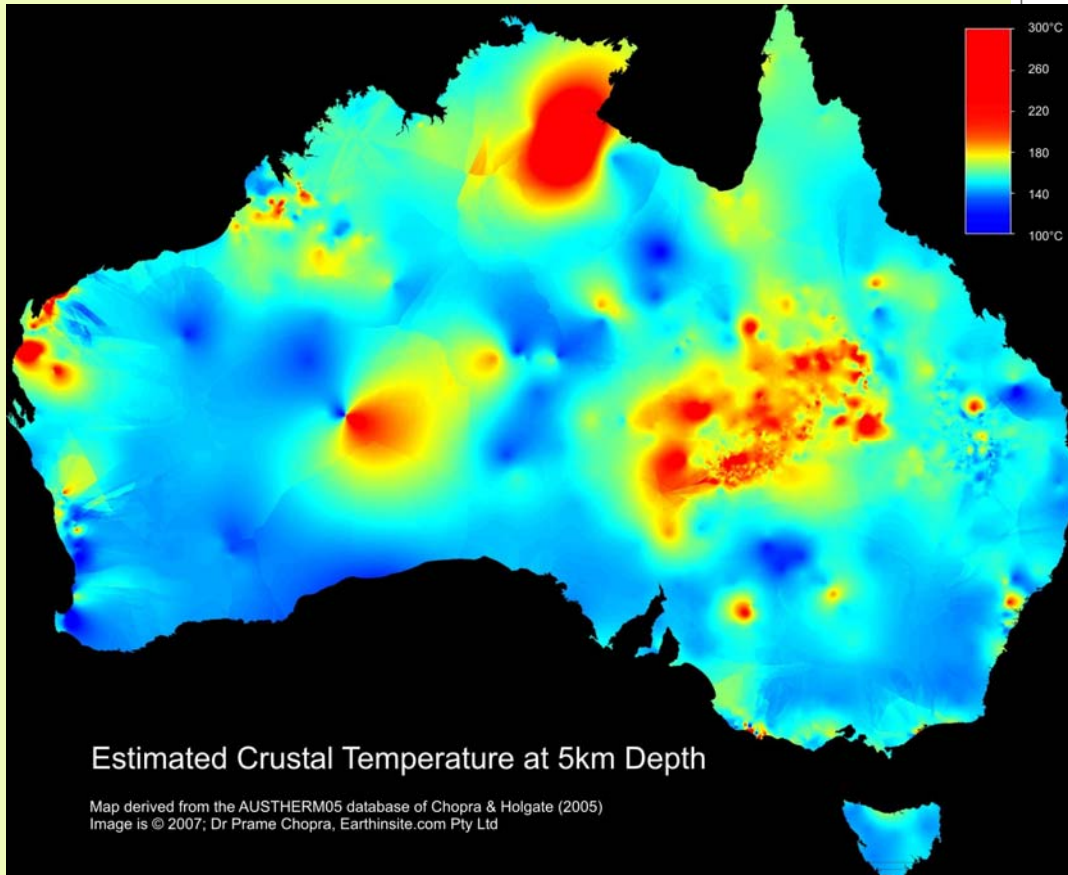 300°C
260
220
180
140
100°C
Estimated Crustal Temperature at 5km Depth
Map derived from the AUSTHERM05 database of Chopra & Holgate (2005)
Image is © 2007; Dr Prame Chopra, Earthinsite.com Pty Ltd